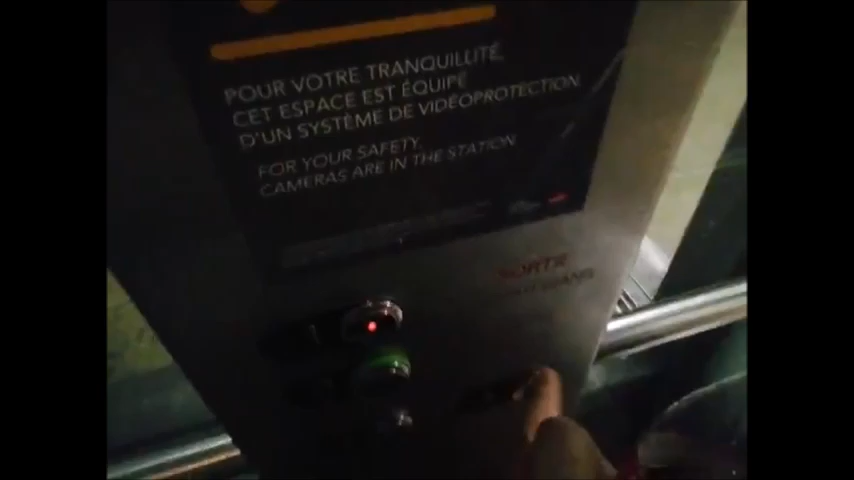 POUR VOTRE TRANQUILLITÉ,
CET ESPACE EST ÉQUIPÉ
D'UN SYSTÈME DE VIDÉOPROTECTION
FOR YOUR SAFETY,
CAMERAS ARE IN THE STATION